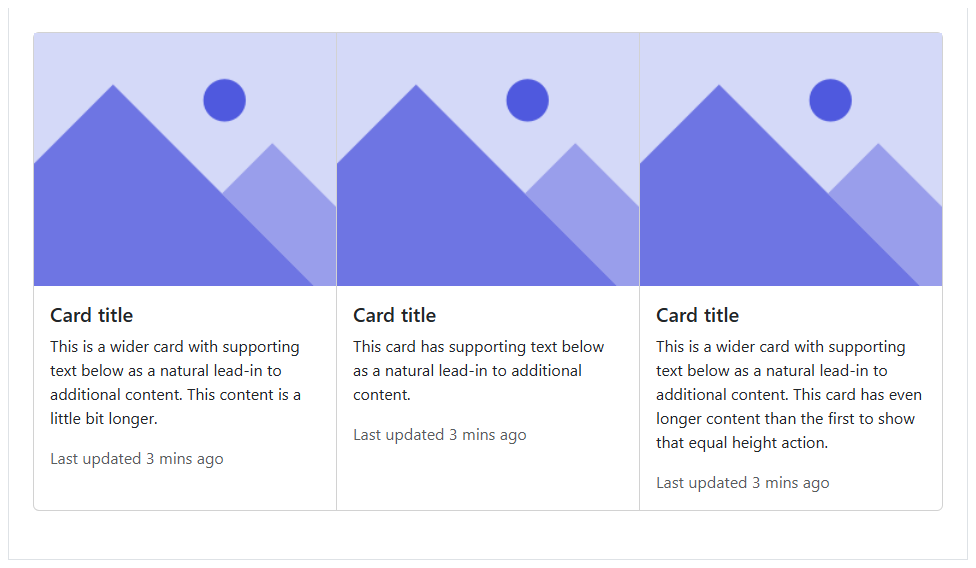 Card title
This is a wider card with supporting
text below as a natural lead-in to
additional content. This content is a
little bit longer.
Last updated 3 mins ago
Card title
This card has supporting text below
as a natural lead-in to additional
content.
Last updated 3 mins ago
Card title
This is a wider card with supporting
text below as a natural lead-in to
additional content. This card has even
longer content than the first to show
that equal height action.
Last updated 3 mins ago